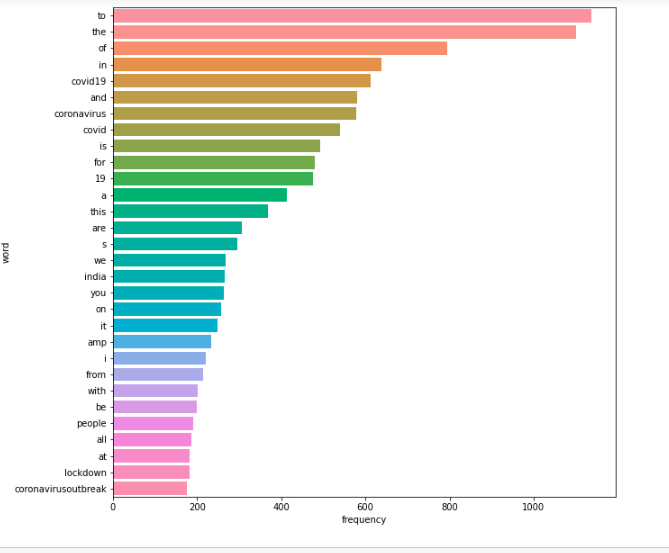 to
the
of
in
covid19
and
coronavirus
covid
is
for
19
a
this
are
s
we
india
you
on
it
amp
i
from
with
be
people
all
at
lockdown
coronavirusoutbreak
word
0 200 400 600 800 1000
frequency